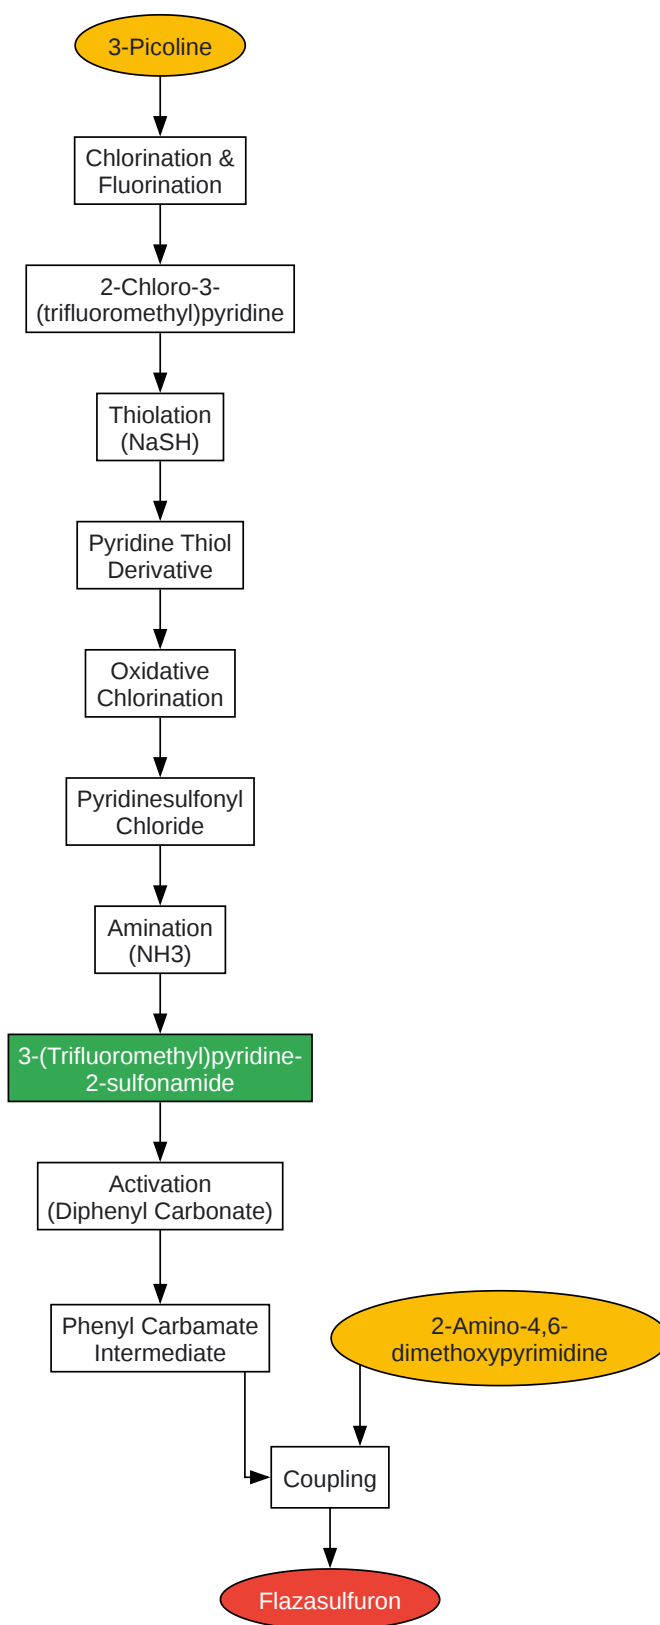 3-Picoline
Chlorination &
Fluorination
2-Chloro-3-
(trifluoromethyl)pyridine
Thiolation
(NaSH)
Pyridine Thiol
Derivative
Oxidative
Chlorination
Pyridinesulfonyl
Chloride
Amination
(NH3)
3-(Trifluoromethyl)pyridine-
2-sulfonamide
Activation
(Diphenyl Carbonate)
Phenyl Carbamate
Intermediate
2-Amino-4,6-
dimethoxypyrimidine
Coupling
Flazasulfuron